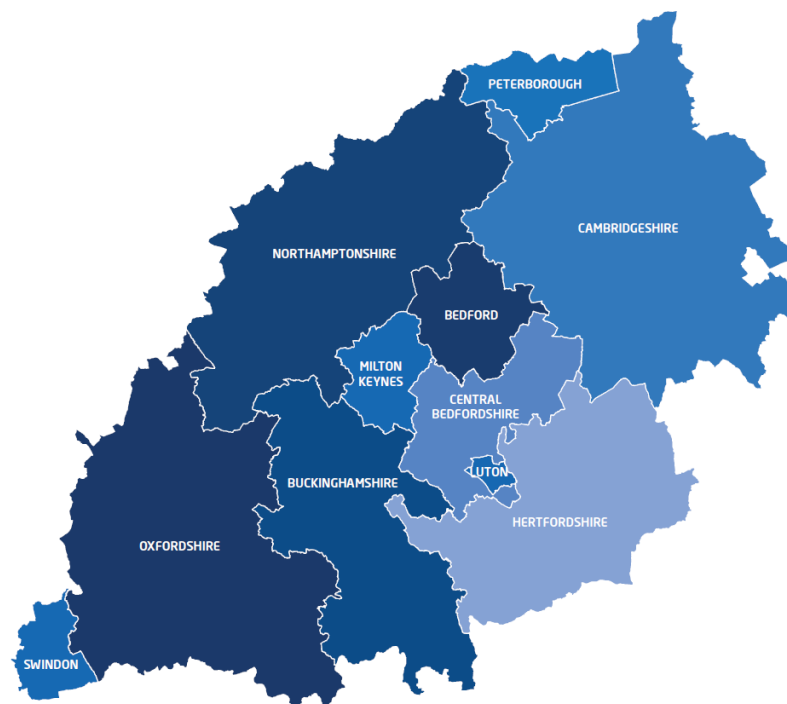 PETERBOROUGH
CAMBRIDGESHIRE
NORTHAMPTONSHIRE
BEDFORD
MILTON
KEYNES
CENTRAL
BEDFORDSHIRE
LUTON
BUCKINGHAMSHIRE
HERTFORDSHIRE
OXFORDSHIRE
SWINDON